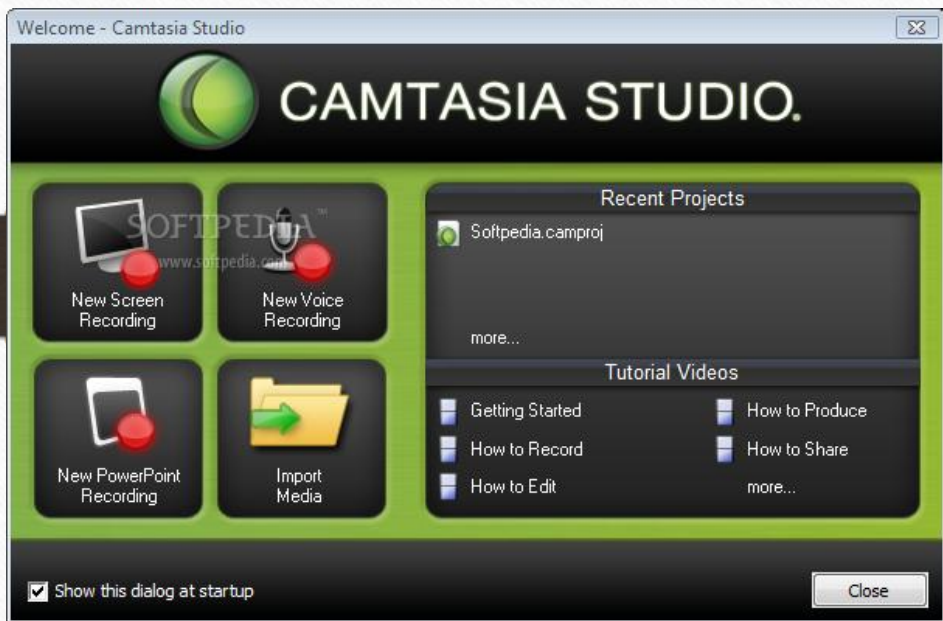 Welcome - Camtasia Studio
CAMTASIA STUDIO.
SOFTPEDIA™
www.softpedia.com
New Screen
Recording
New Voice
Recording
New PowerPoint
Recording
Import
Media
Recent Projects
Softpedia.camproj
more...
Tutorial Videos
Getting Started
How to Produce
How to Record
How to Share
How to Edit
more...
Show this dialog at startup
Close